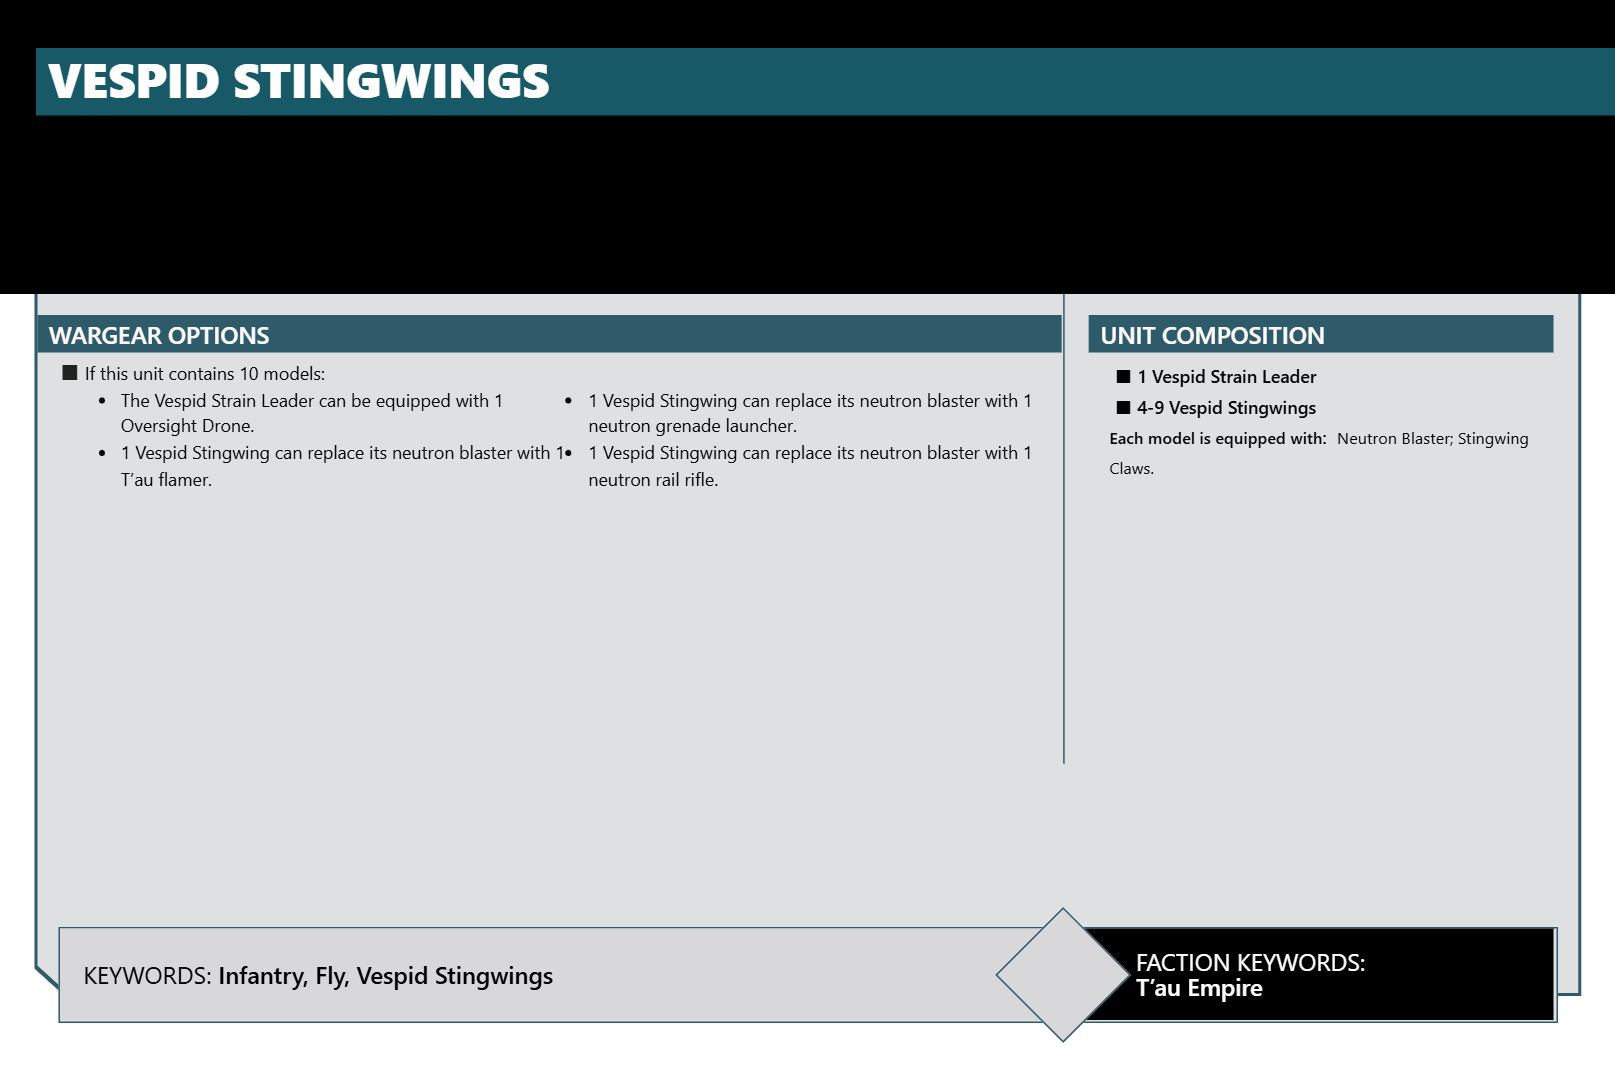 VESPID STINGWINGS
WARGEAR OPTIONS
■ If this unit contains 10 models:
• The Vespid Strain Leader can be equipped with 1
Oversight Drone.
• 1 Vespid Stingwing can replace its neutron blaster with 1
T’au flamer.
• 1 Vespid Stingwing can replace its neutron blaster with 1
neutron grenade launcher.
• 1 Vespid Stingwing can replace its neutron blaster with 1
neutron rail rifle.
UNIT COMPOSITION
■ 1 Vespid Strain Leader
■ 4-9 Vespid Stingwings
Each model is equipped with: Neutron Blaster; Stingwing
Claws.
KEYWORDS: Infantry, Fly, Vespid Stingwings
FACTION KEYWORDS:
T’au Empire